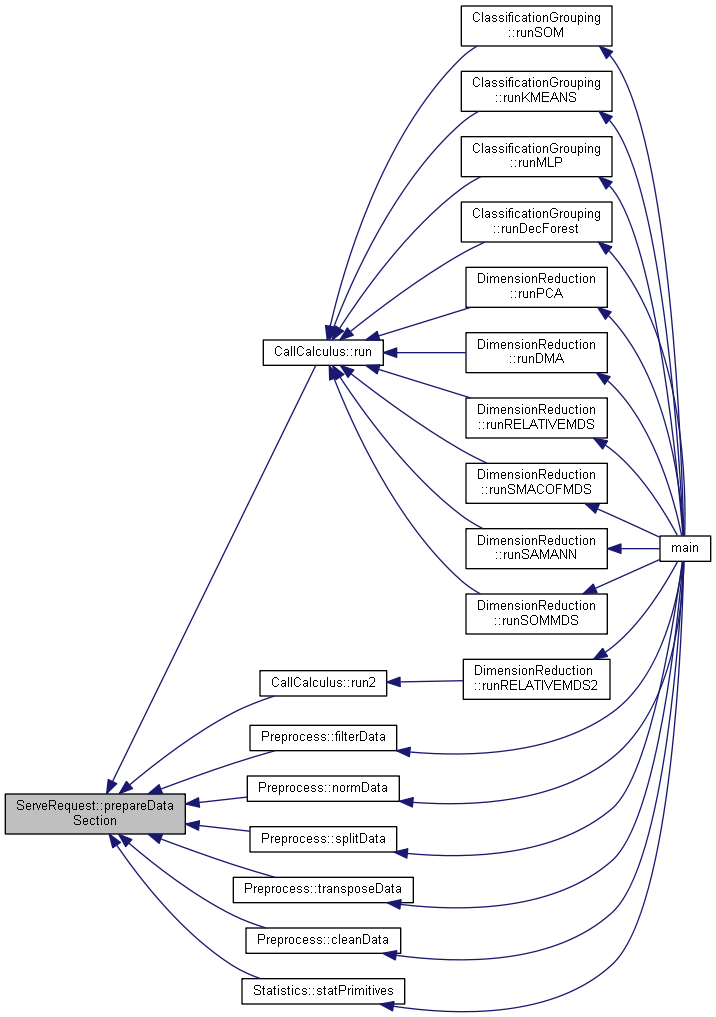 ClassificationGrouping
::runSOM
ClassificationGrouping
::runKMEANS
ClassificationGrouping
::runMLP
ClassificationGrouping
::runDecForest
DimensionReduction
::runPCA
CallCalculus::run
DimensionReduction
::runDMA
DimensionReduction
::runRELATIVEMDS
DimensionReduction
::runSMACOFMDS
DimensionReduction
::runSAMANN
main
DimensionReduction
::runSOMMDS
CallCalculus::run2
DimensionReduction
::runRELATIVEMDS2
Preprocess::filterData
Preprocess::normData
ServeRequest::prepareData
Section
Preprocess::splitData
Preprocess::transposeData
Preprocess::cleanData
Statistics::statPrimitives